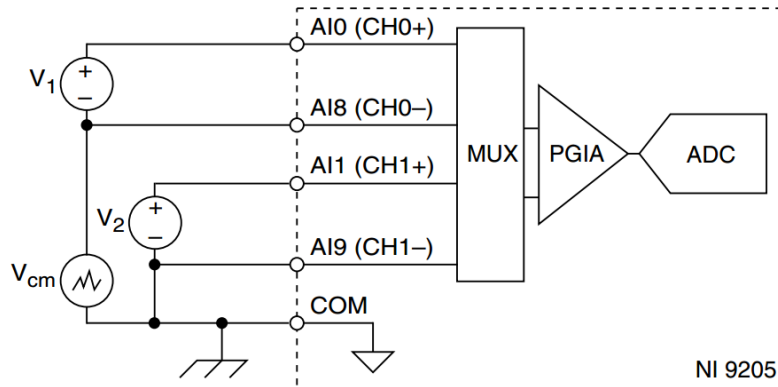 AI0 (CH0+)
+
V1
–
AI8 (CH0–)
MUX
PGIA
ADC
AI1 (CH1+)
+
V2
–
AI9 (CH1–)
Vcm
COM
NI 9205